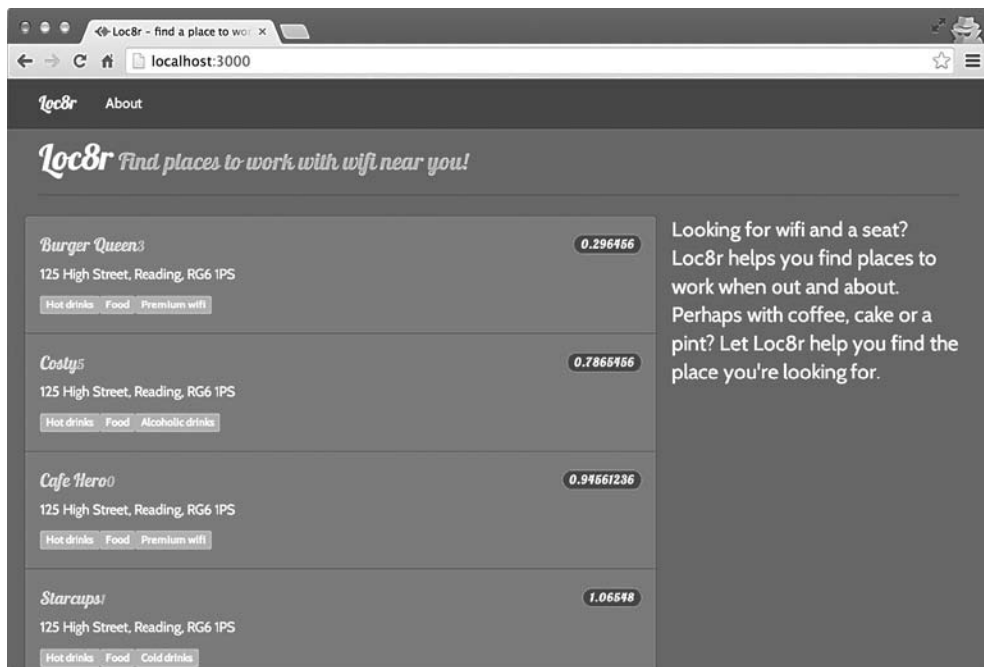 Loc8r - find a place to wor
localhost:3000
Loc8r About
Loc8r Find places to work with wifi near you!
Burger Queen3
0.296456
125 High Street, Reading, RG6 1PS
Hot drinks Food Premium wifi
Costy5
0.7865456
125 High Street, Reading, RG6 1PS
Hot drinks Food Alcoholic drinks
Cafe Hero0
0.94561236
125 High Street, Reading, RG6 1PS
Hot drinks Food Premium wifi
Starcups1
1.06548
125 High Street, Reading, RG6 1PS
Hot drinks Food Cold drinks
Looking for wifi and a seat?
Loc8r helps you find places to
work when out and about.
Perhaps with coffee, cake or a
pint? Let Loc8r help you find the
place you're looking for.